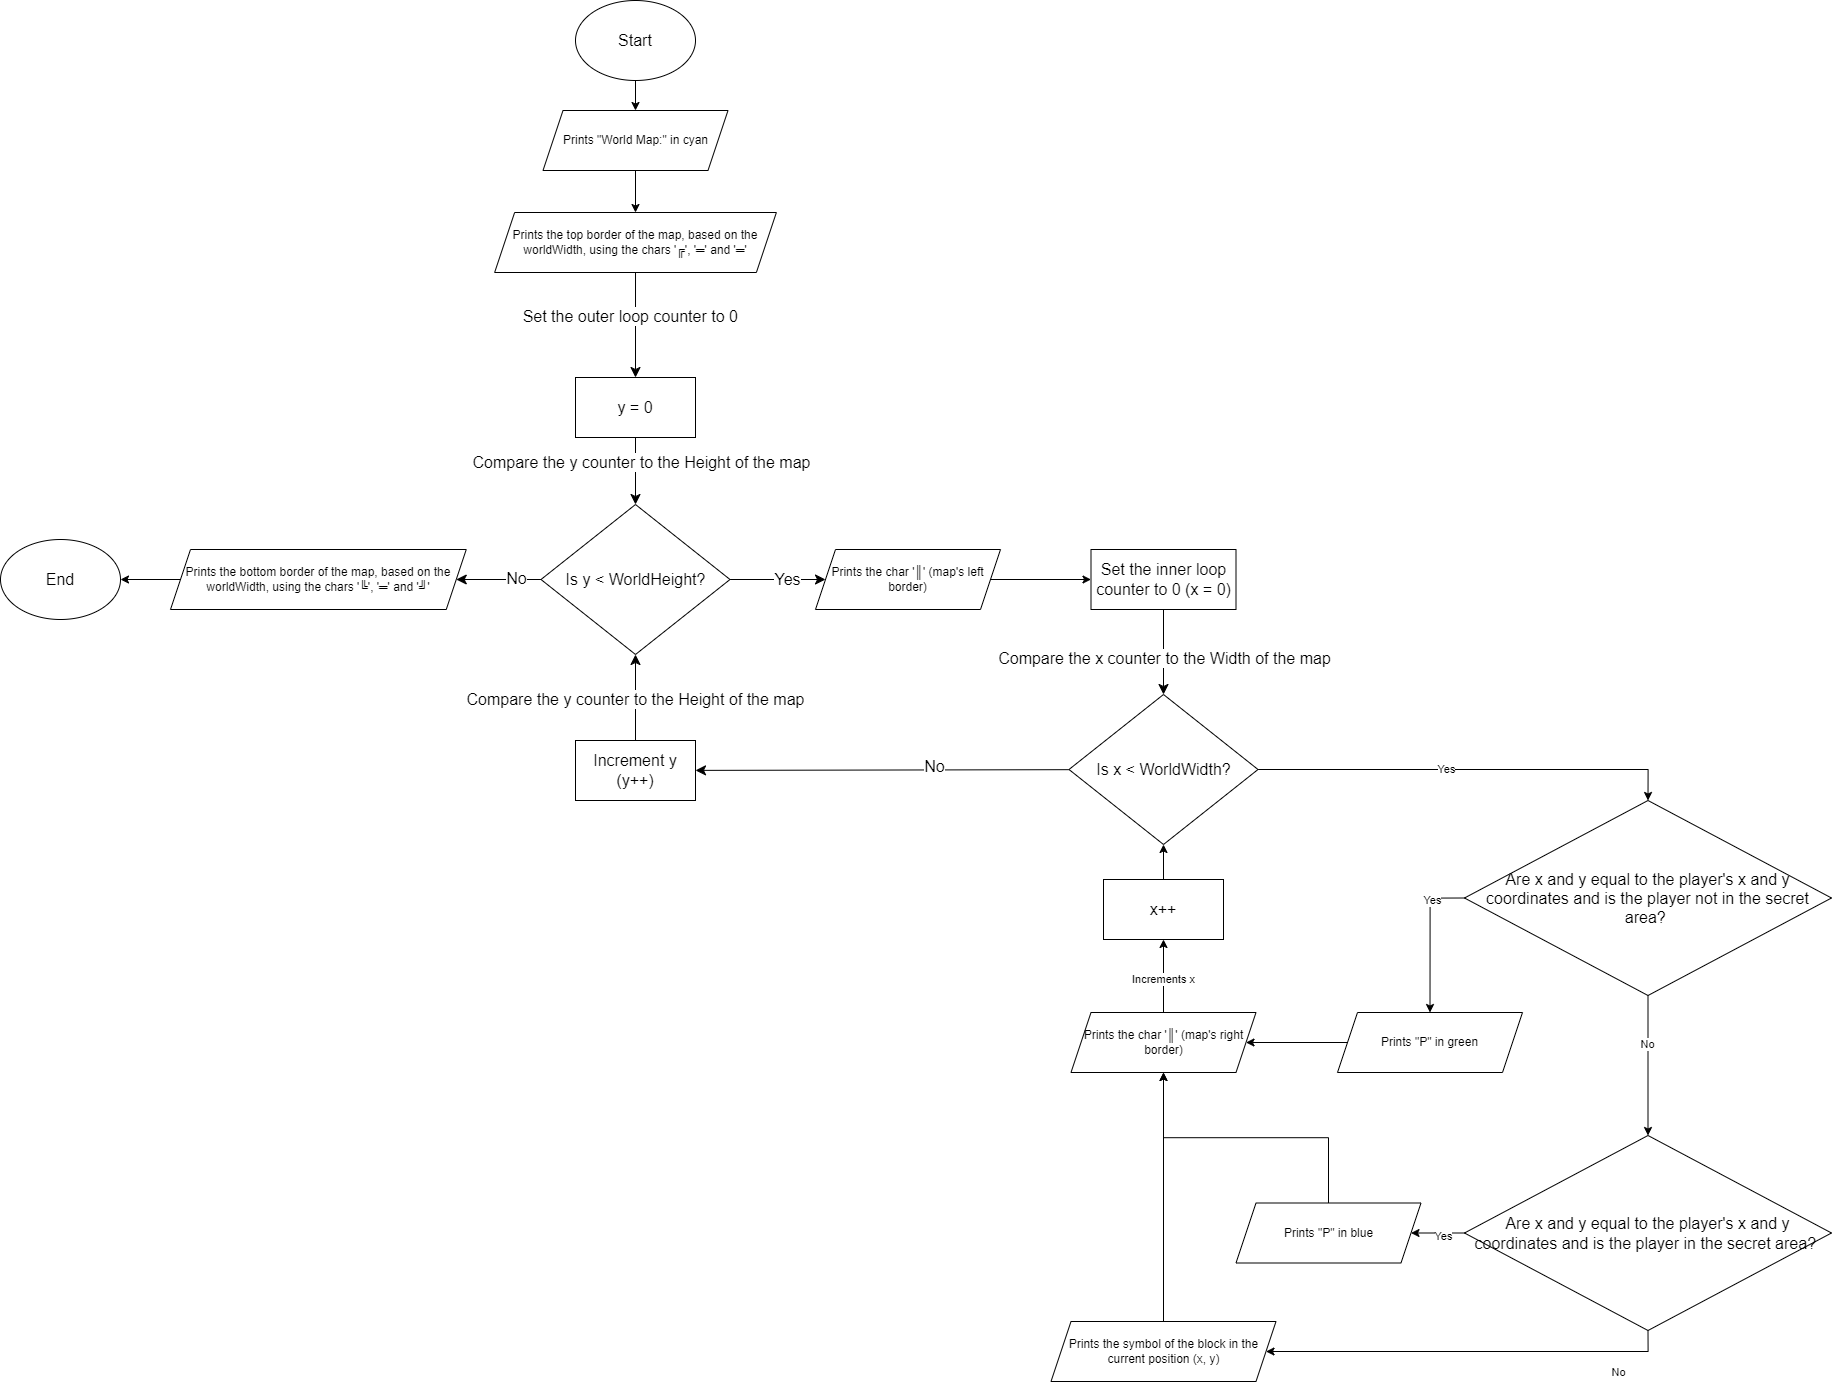 Start
Prints "World Map:" in cyan
Prints the top border of the map, based on the
worldWidth, using the chars '╔', '═' and '═'
Set the outer loop counter to 0
y = 0
Compare the y counter to the Height of the map
End
Prints the bottom border of the map, based on the
worldWidth, using the chars '╚', '═' and '╝'
No
Is y < WorldHeight?
Yes
Prints the char '║' (map's left
border)
Set the inner loop
counter to 0 (x = 0)
Compare the x counter to the Width of the map
Compare the y counter to the Height of the map
Increment y
(y++)
No
Is x < WorldWidth?
Yes
Are x and y equal to the player's x and y
coordinates and is the player not in the secret
area?
Yes
x++
Increments x
Prints the char '║' (map's right
border)
Prints "P" in green
No
Prints "P" in blue
Yes
Are x and y equal to the player's x and y
coordinates and is the player in the secret area?
Prints the symbol of the block in the
current position (x, y)
No